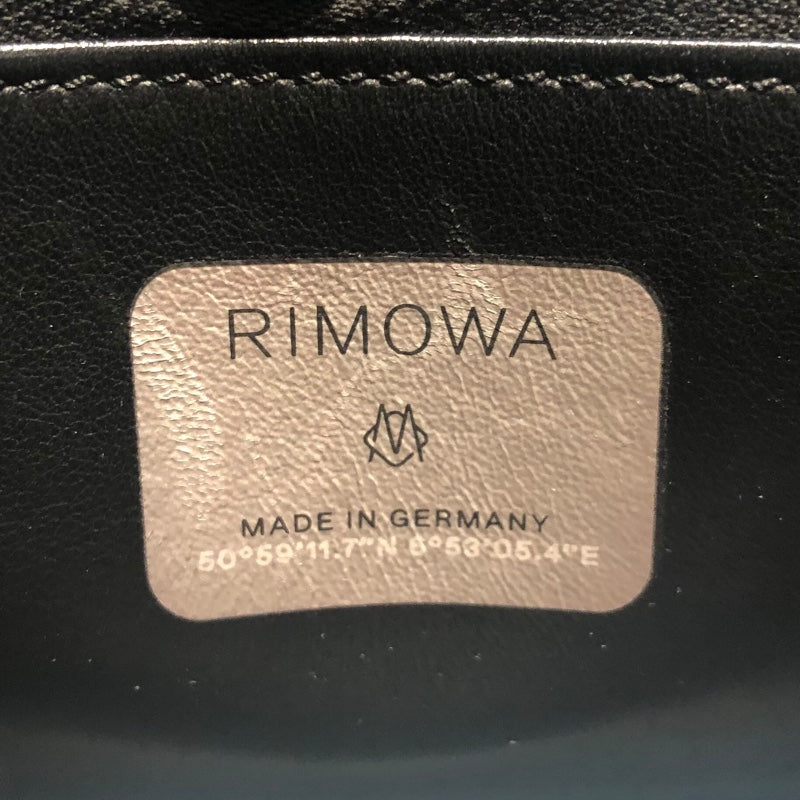 RIMOWA
MADE IN GERMANY
50°59'11.7"N 6°53'05.4"E